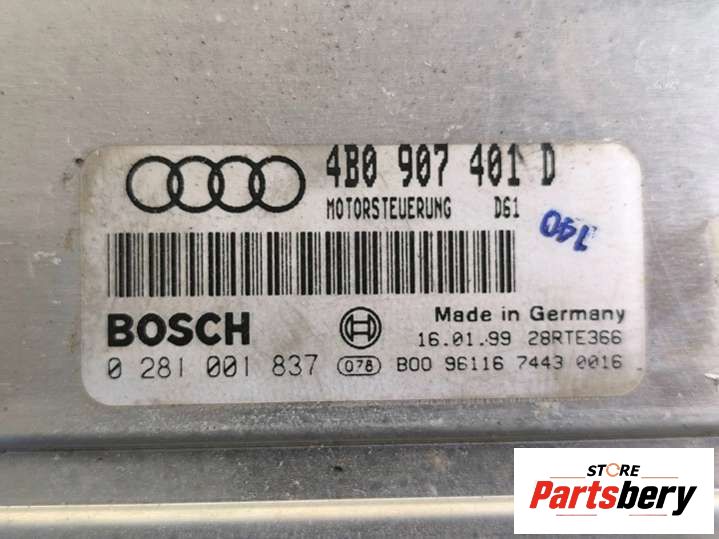 4B0 907 401 D
MOTORSTEUERUNG D61
140
BOSCH
Made in Germany
16.01.99 28RTE366
0 281 001 837 078 B00 96116 7443 0016
STORE
Partsbery